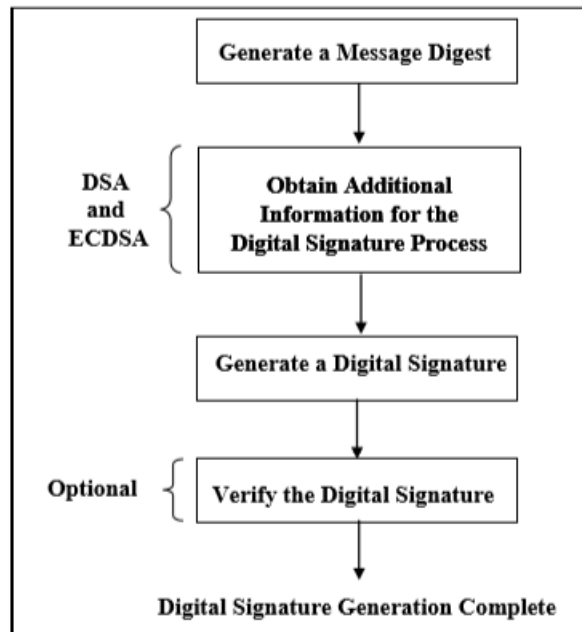 Generate a Message Digest
DSA
and
ECDSA
Obtain Additional
Information for the
Digital Signature Process
Generate a Digital Signature
Optional
Verify the Digital Signature
Digital Signature Generation Complete